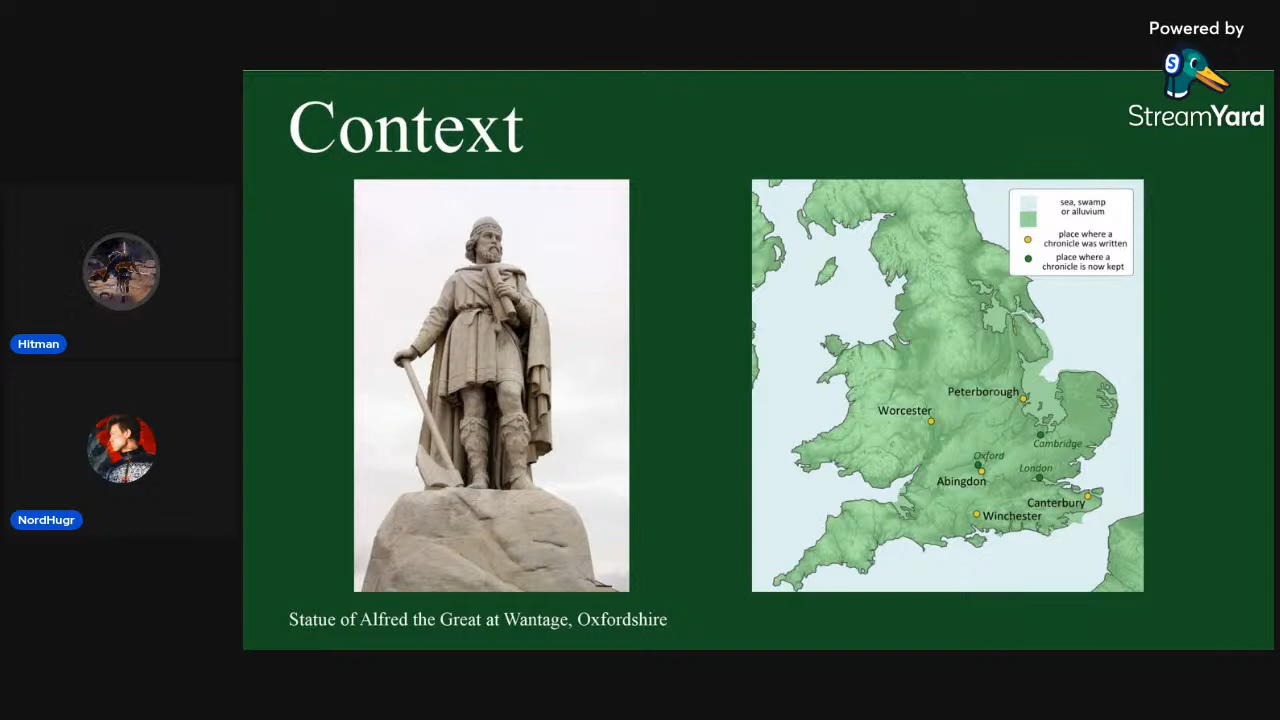 Powered by
S
StreamYard
Context
sea, swamp
or alluvium
place where a
chronicle was written
place where a
chronicle is now kept
Peterborough
Worcester
Cambridge
Oxford
London
Abingdon
Canterbury
Winchester
Hitman
NordHugr
Statue of Alfred the Great at Wantage, Oxfordshire